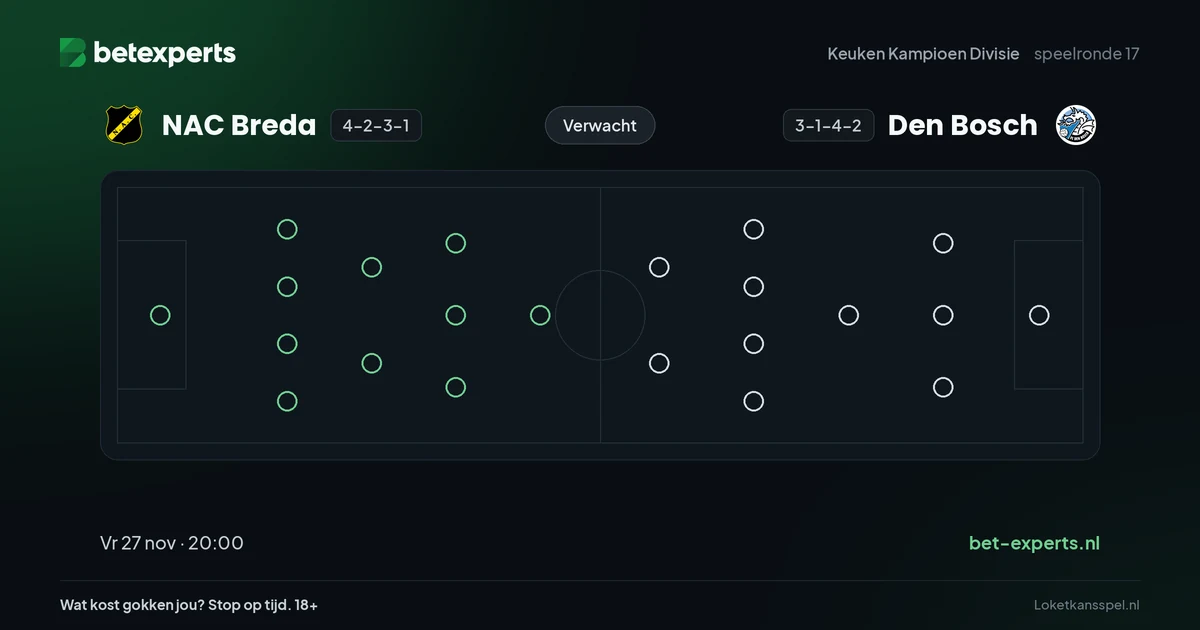 betexperts
Keuken Kampioen Divisie speelronde 17
NAC Breda 4-2-3-1 Verwacht 3-1-4-2 Den Bosch
NAC
Vr 27 nov · 20:00
bet-experts.nl
Wat kost gokken jou? Stop op tijd. 18+
Loketkansspel.nl